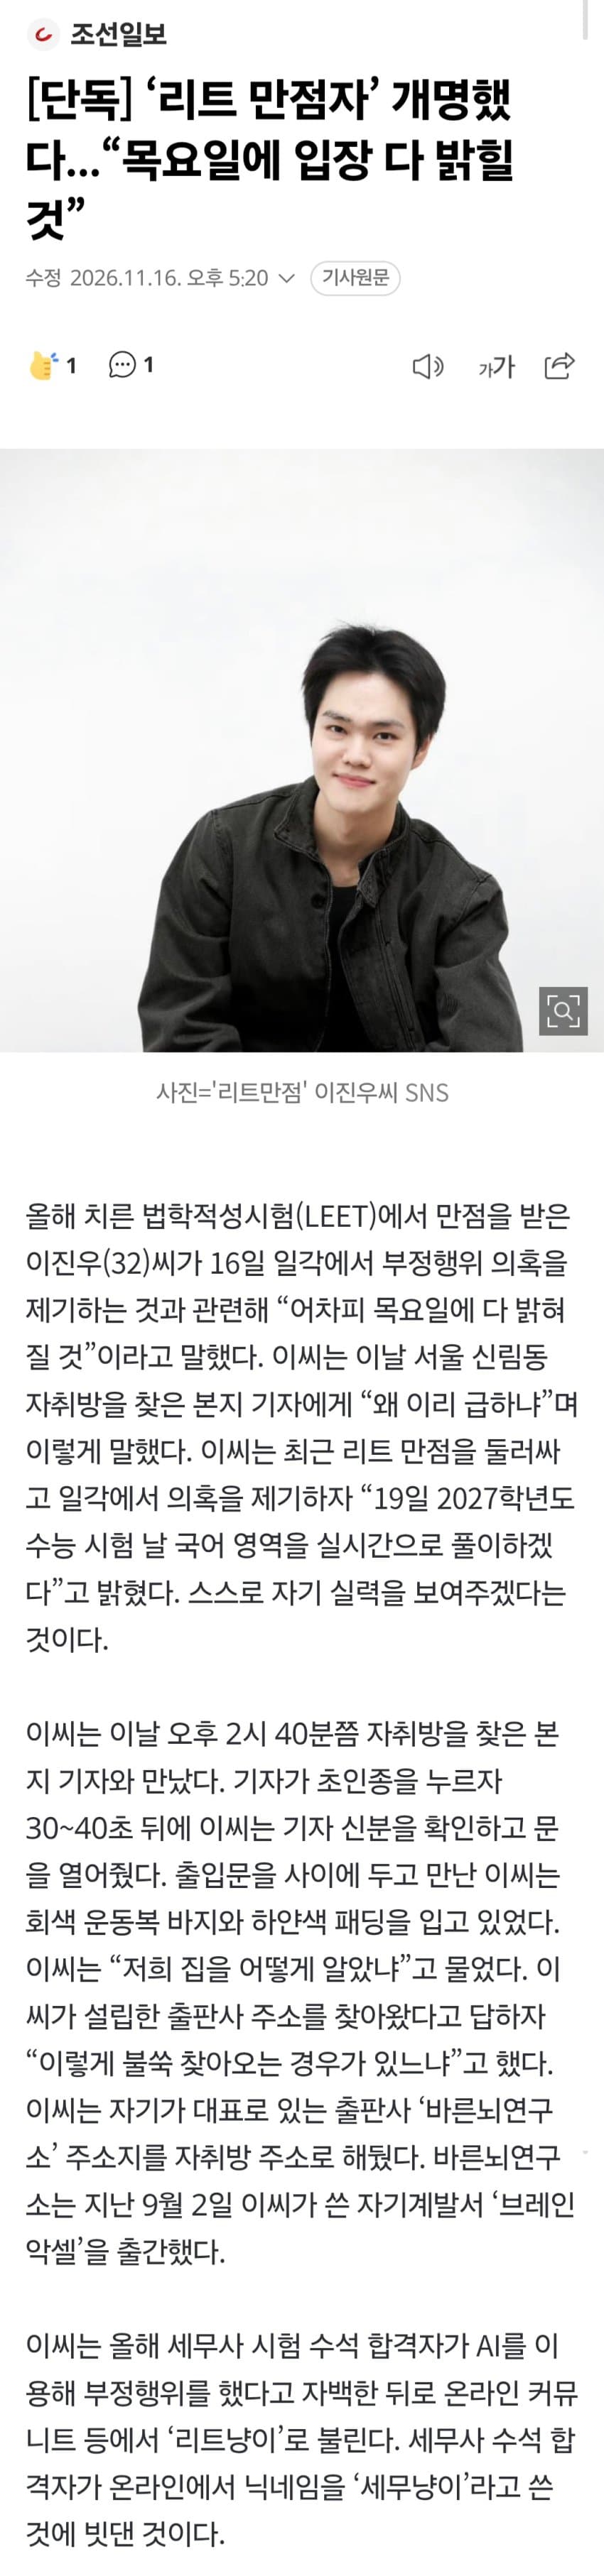 조선일보
[단독] ‘리트 만점자’ 개명했
다...“목요일에 입장 다 밝힐
것”
수정 2026.11.16. 오후 5:20 기사원문
1 1 가가
사진='리트만점' 이진우씨 SNS
올해 치른 법학적성시험(LEET)에서 만점을 받은
이진우(32)씨가 16일 일각에서 부정행위 의혹을
제기하는 것과 관련해 “어차피 목요일에 다 밝혀
질 것”이라고 말했다. 이씨는 이날 서울 신림동
자취방을 찾은 본지 기자에게 “왜 이리 급하냐”며
이렇게 말했다. 이씨는 최근 리트 만점을 둘러싸
고 일각에서 의혹을 제기하자 “19일 2027학년도
수능 시험 날 국어 영역을 실시간으로 풀이하겠
다”고 밝혔다. 스스로 자기 실력을 보여주겠다는
것이다.
이씨는 이날 오후 2시 40분쯤 자취방을 찾은 본
지 기자와 만났다. 기자가 초인종을 누르자
30~40초 뒤에 이씨는 기자 신분을 확인하고 문
을 열어줬다. 출입문을 사이에 두고 만난 이씨는
회색 운동복 바지와 하얀색 패딩을 입고 있었다.
이씨는 “저희 집을 어떻게 알았냐”고 물었다. 이
씨가 설립한 출판사 주소를 찾아왔다고 답하자
“이렇게 불쑥 찾아오는 경우가 있느냐”고 했다.
이씨는 자기가 대표로 있는 출판사 ‘바른뇌연구
소’ 주소지를 자취방 주소로 해뒀다. 바른뇌연구
소는 지난 9월 2일 이씨가 쓴 자기계발서 ‘브레인
악셀’을 출간했다.
이씨는 올해 세무사 시험 수석 합격자가 AI를 이
용해 부정행위를 했다고 자백한 뒤로 온라인 커뮤
니트 등에서 ‘리트냥이’로 불린다. 세무사 수석 합
격자가 온라인에서 닉네임을 ‘세무냥이’라고 쓴
것에 빗댄 것이다.